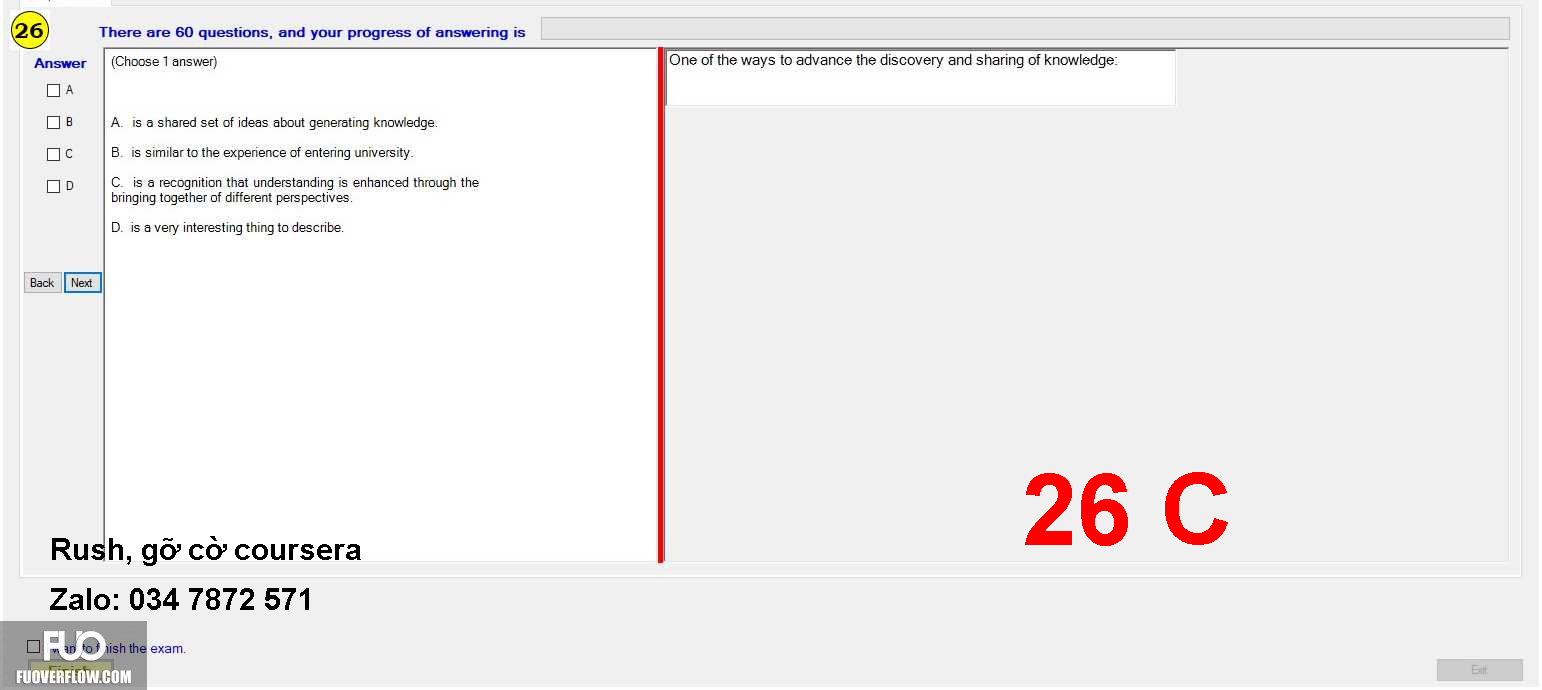 26
There are 60 questions, and your progress of answering is
Answer
(Choose 1 answer)
One of the ways to advance the discovery and sharing of knowledge:
A
B
C
D
A. is a shared set of ideas about generating knowledge.
B. is similar to the experience of entering university.
C. is a recognition that understanding is enhanced through the
bringing together of different perspectives.
D. is a very interesting thing to describe.
Back
Next
26 C
Rush, gỡ cờ coursera
Zalo: 034 7872 571
FUO
want to finish the exam.
Finish
FUOVERFLOW.COM
Exit